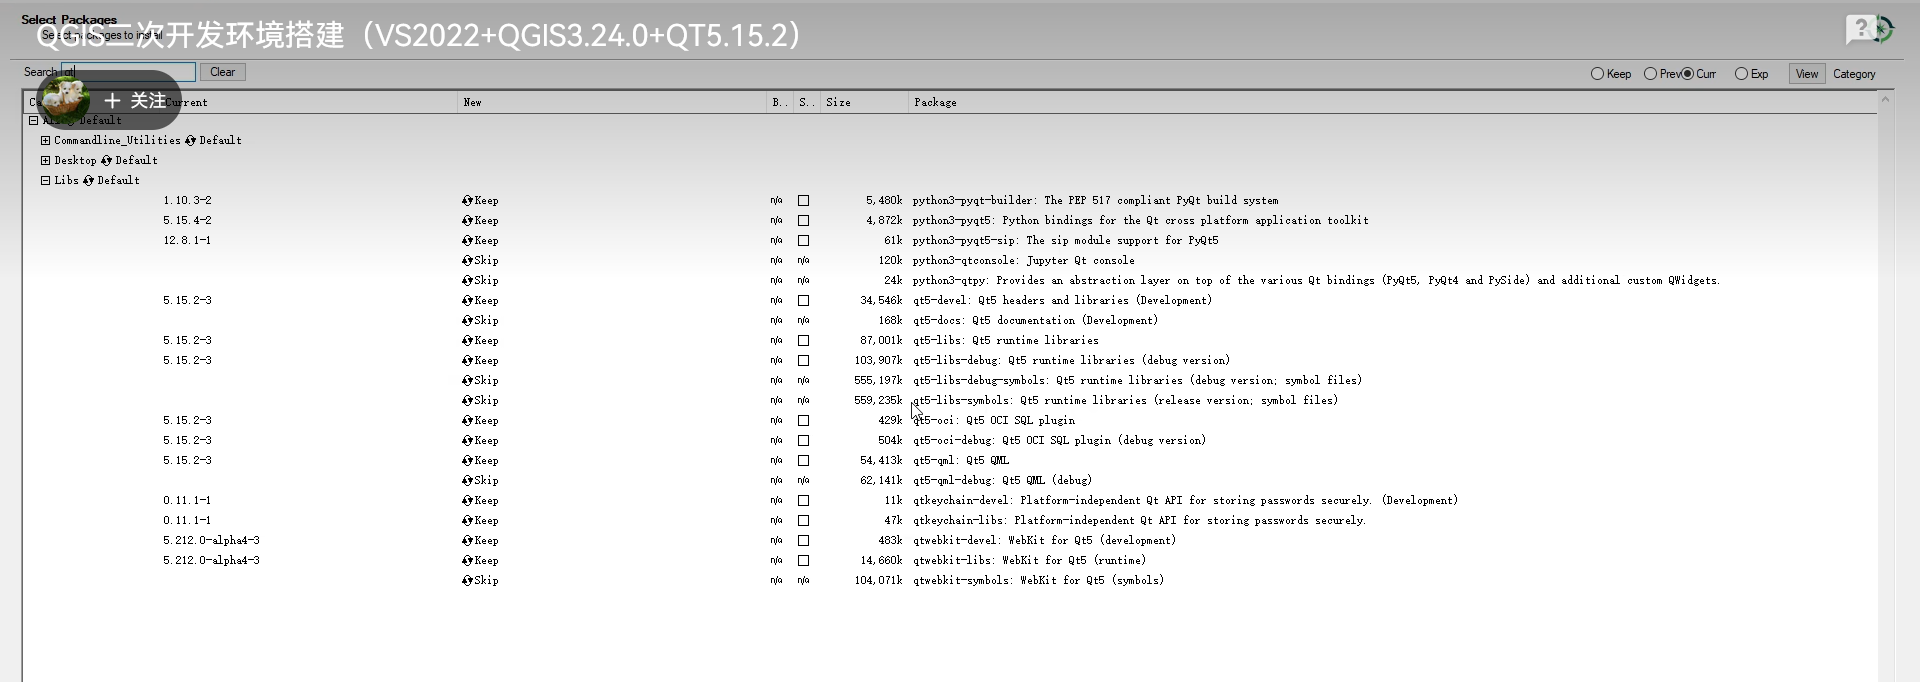 Select Packages
QGIS二次开发环境搭建（VS2022+QGIS3.24.0+QT5.15.2）
Select packages to install
Search qt Clear Keep Prev Curr Exp View Category
+ 关注
Current New B.. S.. Size Package
All Default
Commandline_Utilities Default
Desktop Default
Libs Default
1.10.3-2 Keep n/a 5,480k python3-pyqt-builder: The PEP 517 compliant PyQt build system
5.15.4-2 Keep n/a 4,872k python3-pyqt5: Python bindings for the Qt cross platform application toolkit
12.8.1-1 Keep n/a 61k python3-pyqt5-sip: The sip module support for PyQt5
Skip n/a n/a 120k python3-qtconsole: Jupyter Qt console
Skip n/a n/a 24k python3-qtpy: Provides an abstraction layer on top of the various Qt bindings (PyQt5, PyQt4 and PySide) and additional custom QWidgets.
5.15.2-3 Keep n/a 34,546k qt5-devel: Qt5 headers and libraries (Development)
Skip n/a n/a 168k qt5-docs: Qt5 documentation (Development)
5.15.2-3 Keep n/a 87,001k qt5-libs: Qt5 runtime libraries
5.15.2-3 Keep n/a 103,907k qt5-libs-debug: Qt5 runtime libraries (debug version)
Skip n/a n/a 555,197k qt5-libs-debug-symbols: Qt5 runtime libraries (debug version; symbol files)
Skip n/a n/a 559,235k qt5-libs-symbols: Qt5 runtime libraries (release version; symbol files)
5.15.2-3 Keep n/a 429k qt5-oci: Qt5 OCI SQL plugin
5.15.2-3 Keep n/a 504k qt5-oci-debug: Qt5 OCI SQL plugin (debug version)
5.15.2-3 Keep n/a 54,413k qt5-qml: Qt5 QML
Skip n/a n/a 62,141k qt5-qml-debug: Qt5 QML (debug)
0.11.1-1 Keep n/a 11k qtkeychain-devel: Platform-independent Qt API for storing passwords securely. (Development)
0.11.1-1 Keep n/a 47k qtkeychain-libs: Platform-independent Qt API for storing passwords securely.
5.212.0-alpha4-3 Keep n/a 483k qtwebkit-devel: WebKit for Qt5 (development)
5.212.0-alpha4-3 Keep n/a 14,660k qtwebkit-libs: WebKit for Qt5 (runtime)
Skip n/a n/a 104,071k qtwebkit-symbols: WebKit for Qt5 (symbols)